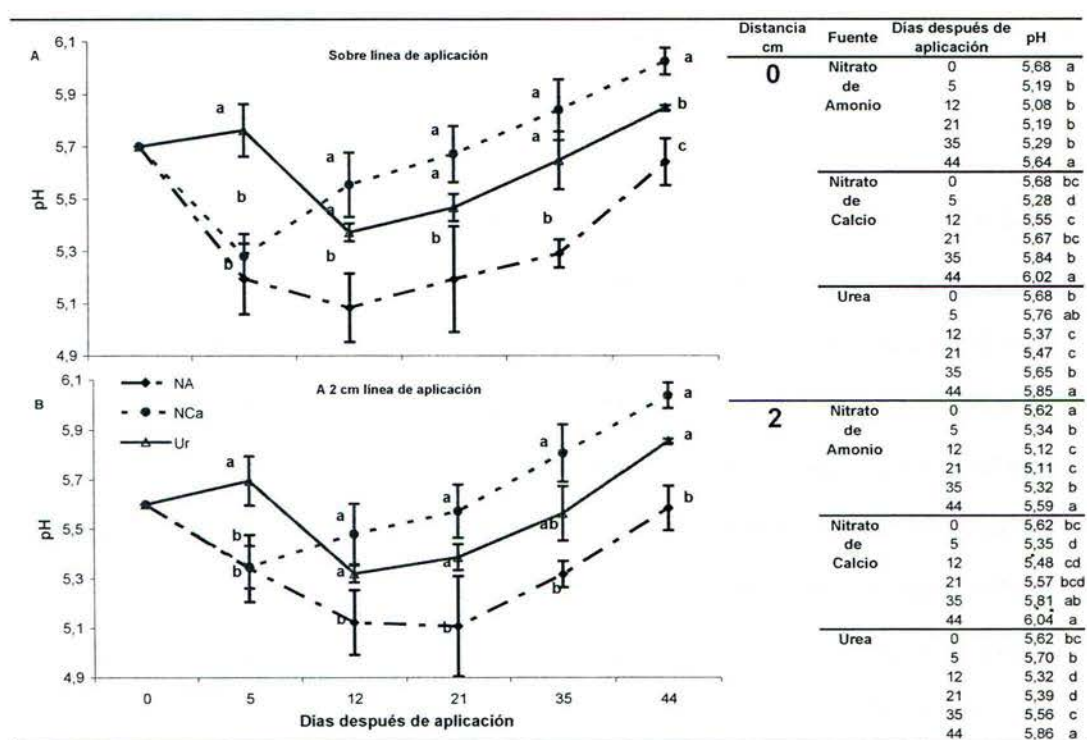 A
Sobre línea de aplicación
6,1
5,9
5,7
5,5
5,3
5,1
4,9
pH
a
b
b
a
a
b
a
a
b
a
a
b
a
b
c
B
A 2 cm línea de aplicación
NA
NCa
Ur
6,1
5,9
5,7
5,5
5,3
5,1
4,9
pH
a
b
b
a
a
b
a
a
b
a
ab
b
a
a
b
0 5 12 21 35 44
Días después de aplicación
Distancia cm Fuente Días después de aplicación pH
0 Nitrato de Amonio 0 5,68 a
5 5,19 b
12 5,08 b
21 5,19 b
35 5,29 b
44 5,64 a
Nitrato de Calcio 0 5,68 bc
5 5,28 d
12 5,55 c
21 5,67 bc
35 5,84 b
44 6,02 a
Urea 0 5,68 b
5 5,76 ab
12 5,37 c
21 5,47 c
35 5,65 b
44 5,85 a
2 Nitrato de Amonio 0 5,62 a
5 5,34 b
12 5,12 c
21 5,11 c
35 5,32 b
44 5,59 a
Nitrato de Calcio 0 5,62 bc
5 5,35 d
12 5,48 cd
21 5,57 bcd
35 5,81 ab
44 6,04 a
Urea 0 5,62 bc
5 5,70 b
12 5,32 d
21 5,39 d
35 5,56 c
44 5,86 a